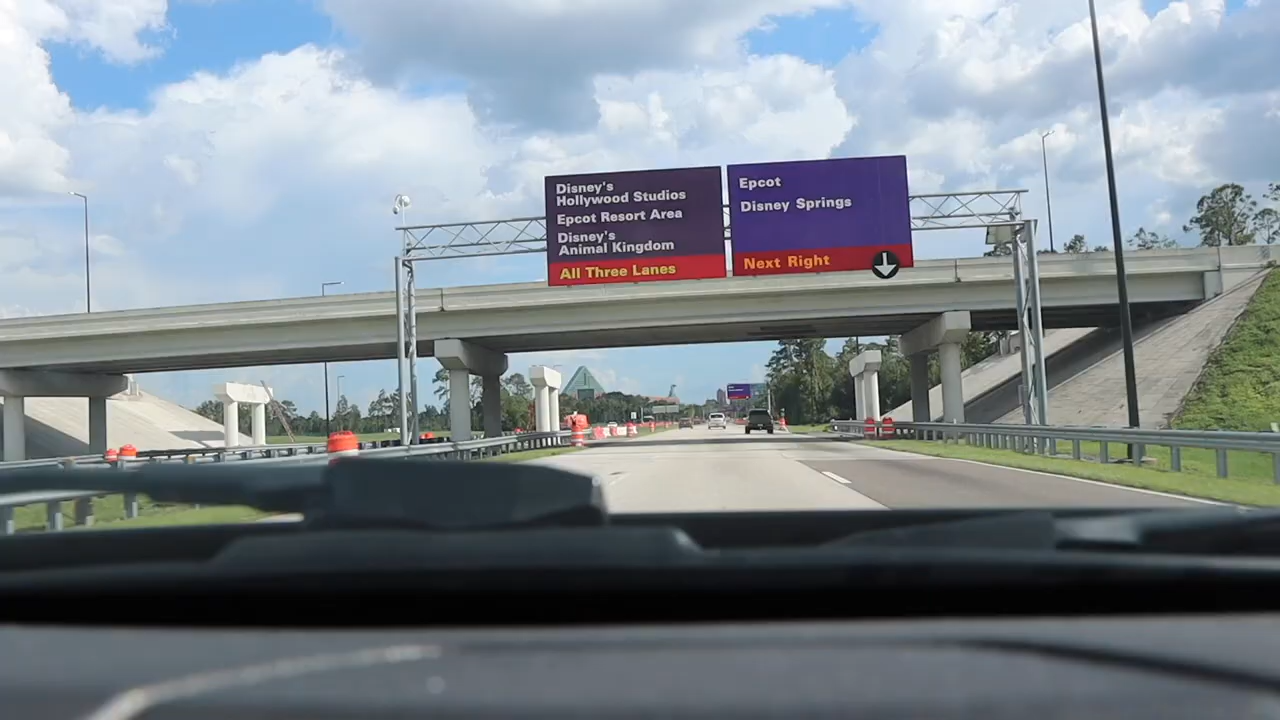 Disney's
Hollywood Studios
Epcot Resort Area
Disney's
Animal Kingdom
All Three Lanes
Epcot
Disney Springs
Next Right